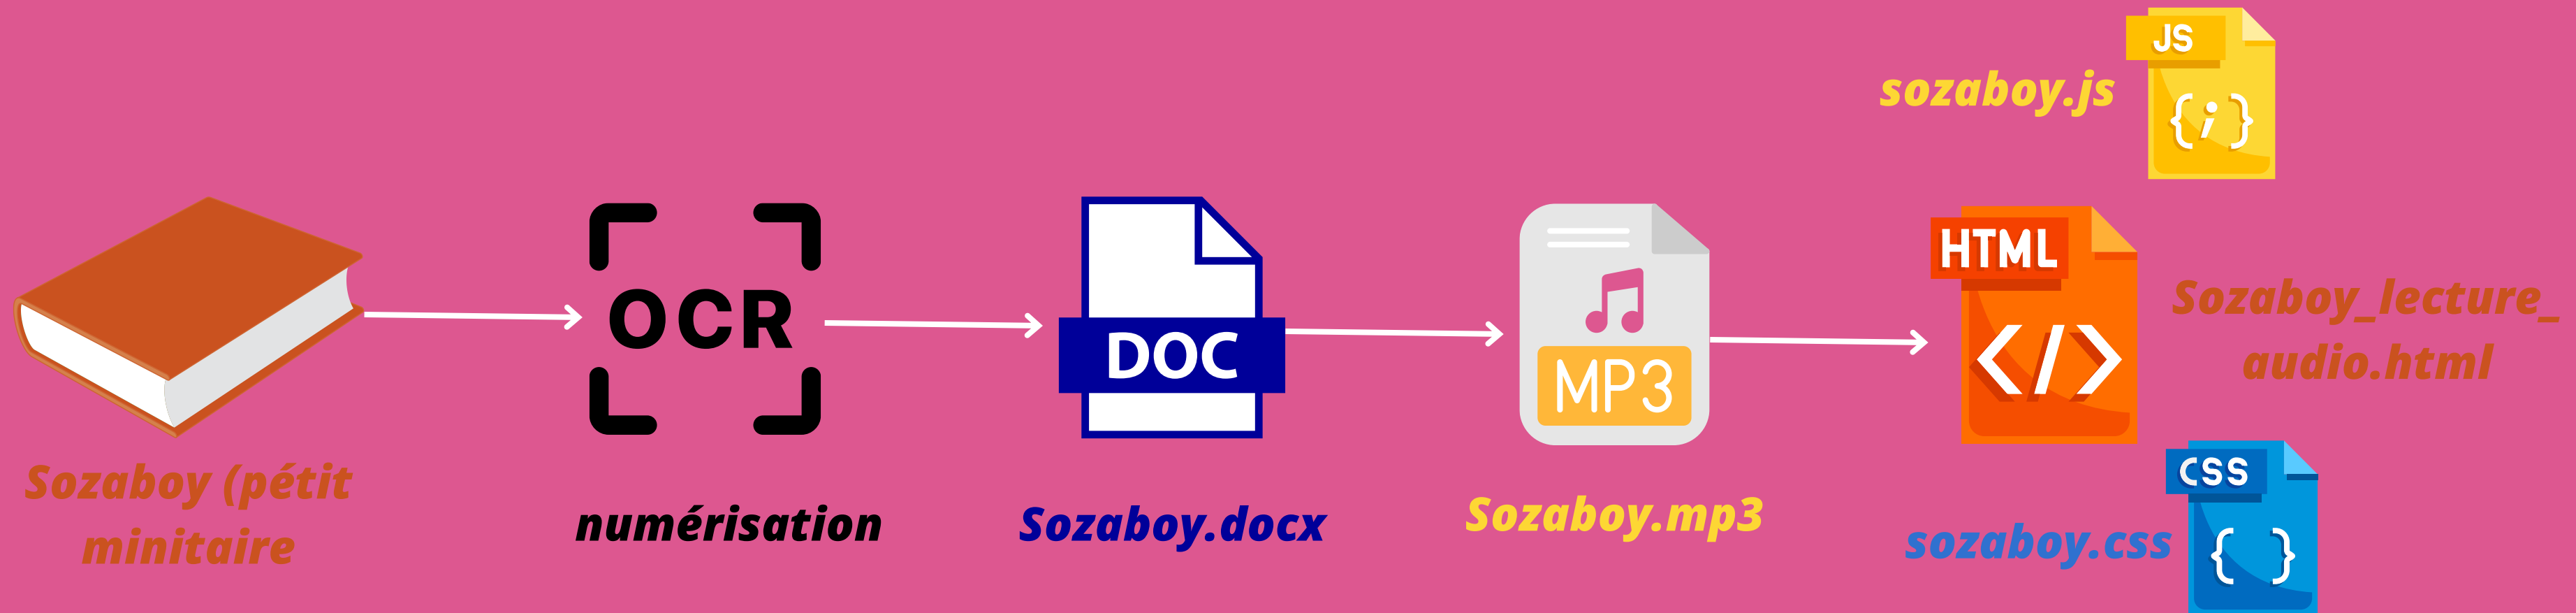 Sozaboy (pétit
minitaire
OCR
numérisation
DOC
Sozaboy.docx
MP3
Sozaboy.mp3
JS
{;}
sozaboy.js
HTML
</>
Sozaboy_lecture_
audio.html
CSS
{ }
sozaboy.css